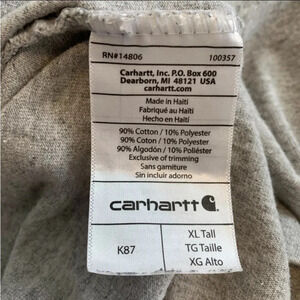 RN#14806 100357
Carhartt, Inc. P.O. Box 600
Dearborn, MI 48121 USA
carhartt.com
Made in Haiti
Fabriqué au Haïti
Hecho en Haiti
90% Cotton / 10% Polyester
90% Coton / 10% Polyester
90% Algodón / 10% Poliéster
Exclusive of trimming
Sans garniture
Sin incluir adorno
carhartt
K87
XL Tall
TG Taille
XG Alto